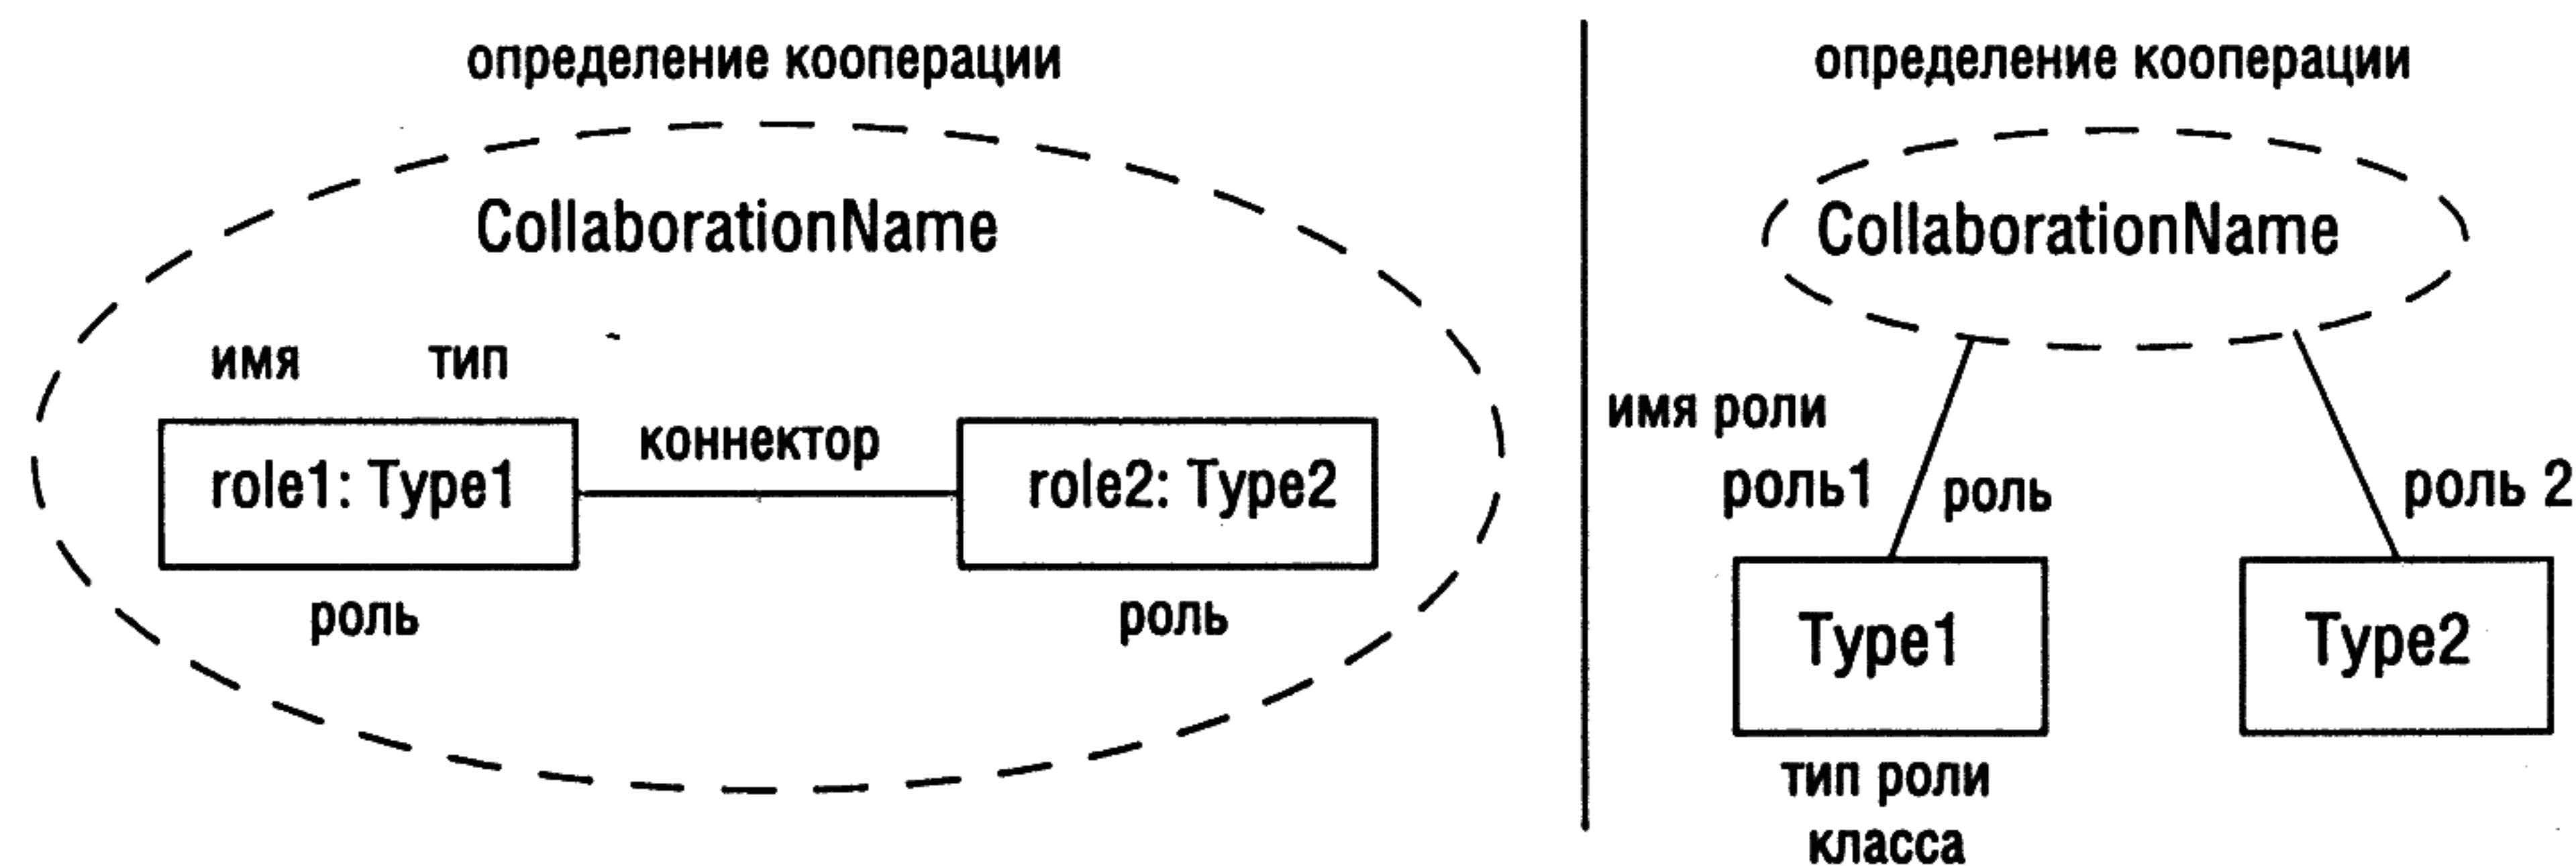 определение кооперации
CollaborationName
имя тип
коннектор
role1: Type1
role2: Type2
роль
роль
определение кооперации
CollaborationName
имя роли
роль1
роль
роль 2
Type1
Type2
тип роли
класса